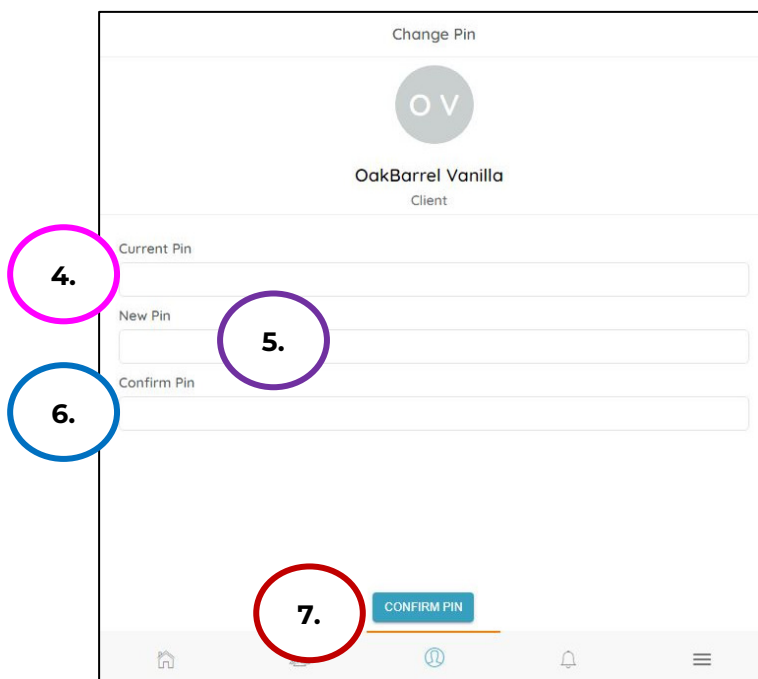 Change Pin
O V
OakBarrel Vanilla
Client
Current Pin
4.
New Pin
5.
Confirm Pin
6.
7.
CONFIRM PIN